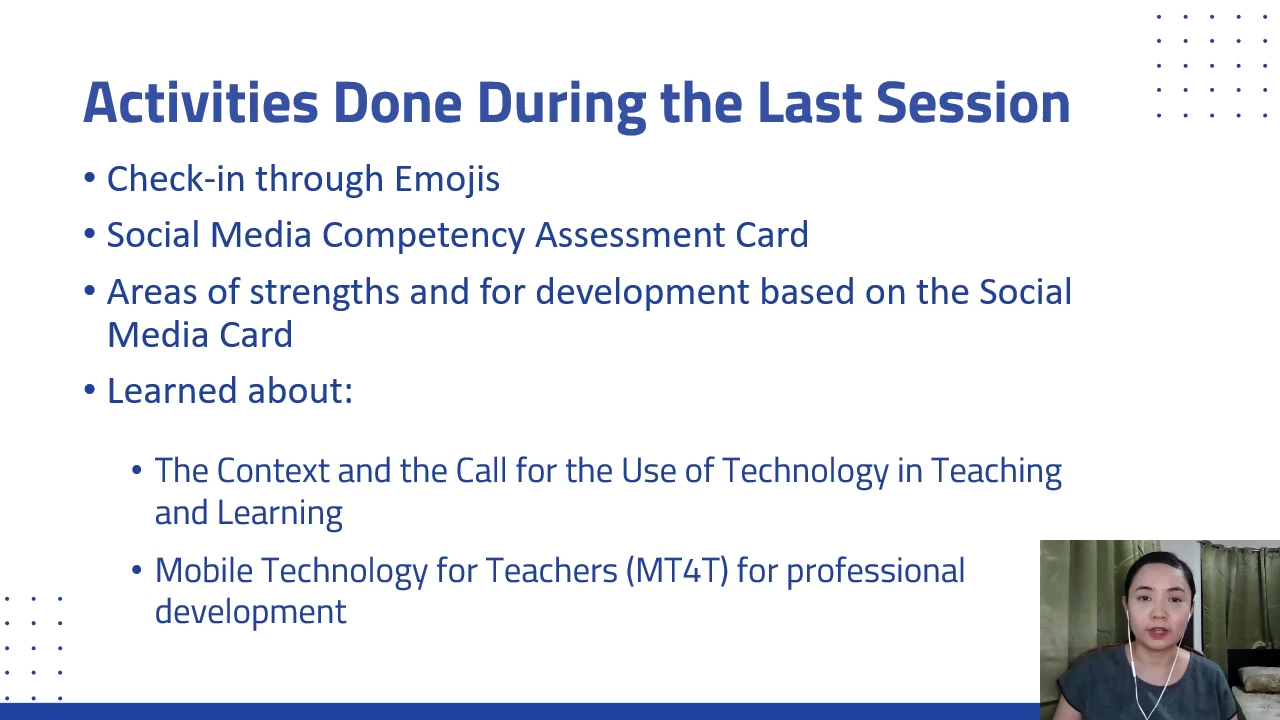 Activities Done During the Last Session
• Check-in through Emojis
• Social Media Competency Assessment Card
• Areas of strengths and for development based on the Social
Media Card
• Learned about:
• The Context and the Call for the Use of Technology in Teaching
and Learning
• Mobile Technology for Teachers (MT4T) for professional
development